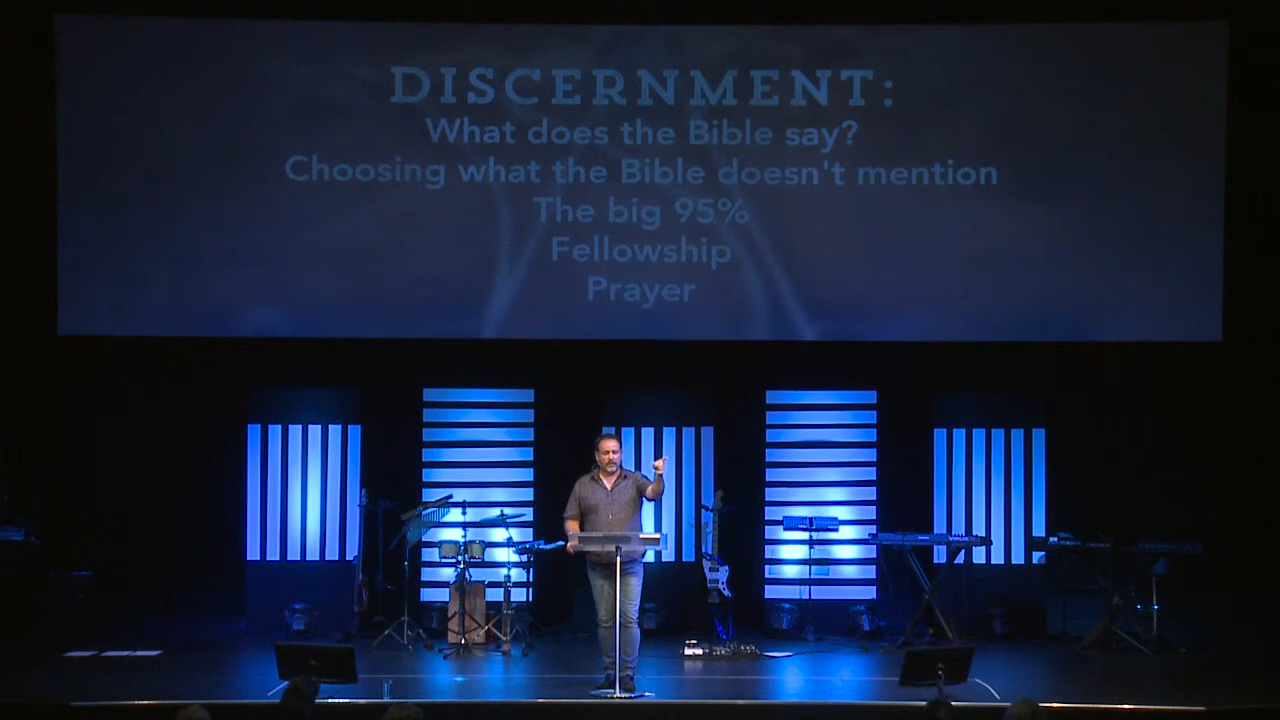 DISCERNMENT:
What does the Bible say?
Choosing what the Bible doesn't mention
The big 95%
Fellowship
Prayer